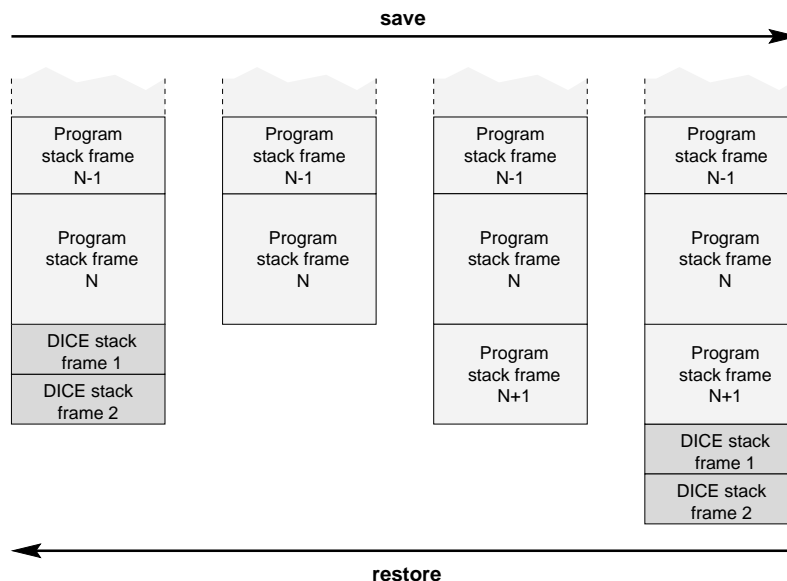 save
Program
stack frame
N-1
Program
stack frame
N
DICE stack
frame 1
DICE stack
frame 2
Program
stack frame
N-1
Program
stack frame
N
Program
stack frame
N-1
Program
stack frame
N
Program
stack frame
N+1
Program
stack frame
N-1
Program
stack frame
N
Program
stack frame
N+1
DICE stack
frame 1
DICE stack
frame 2
restore